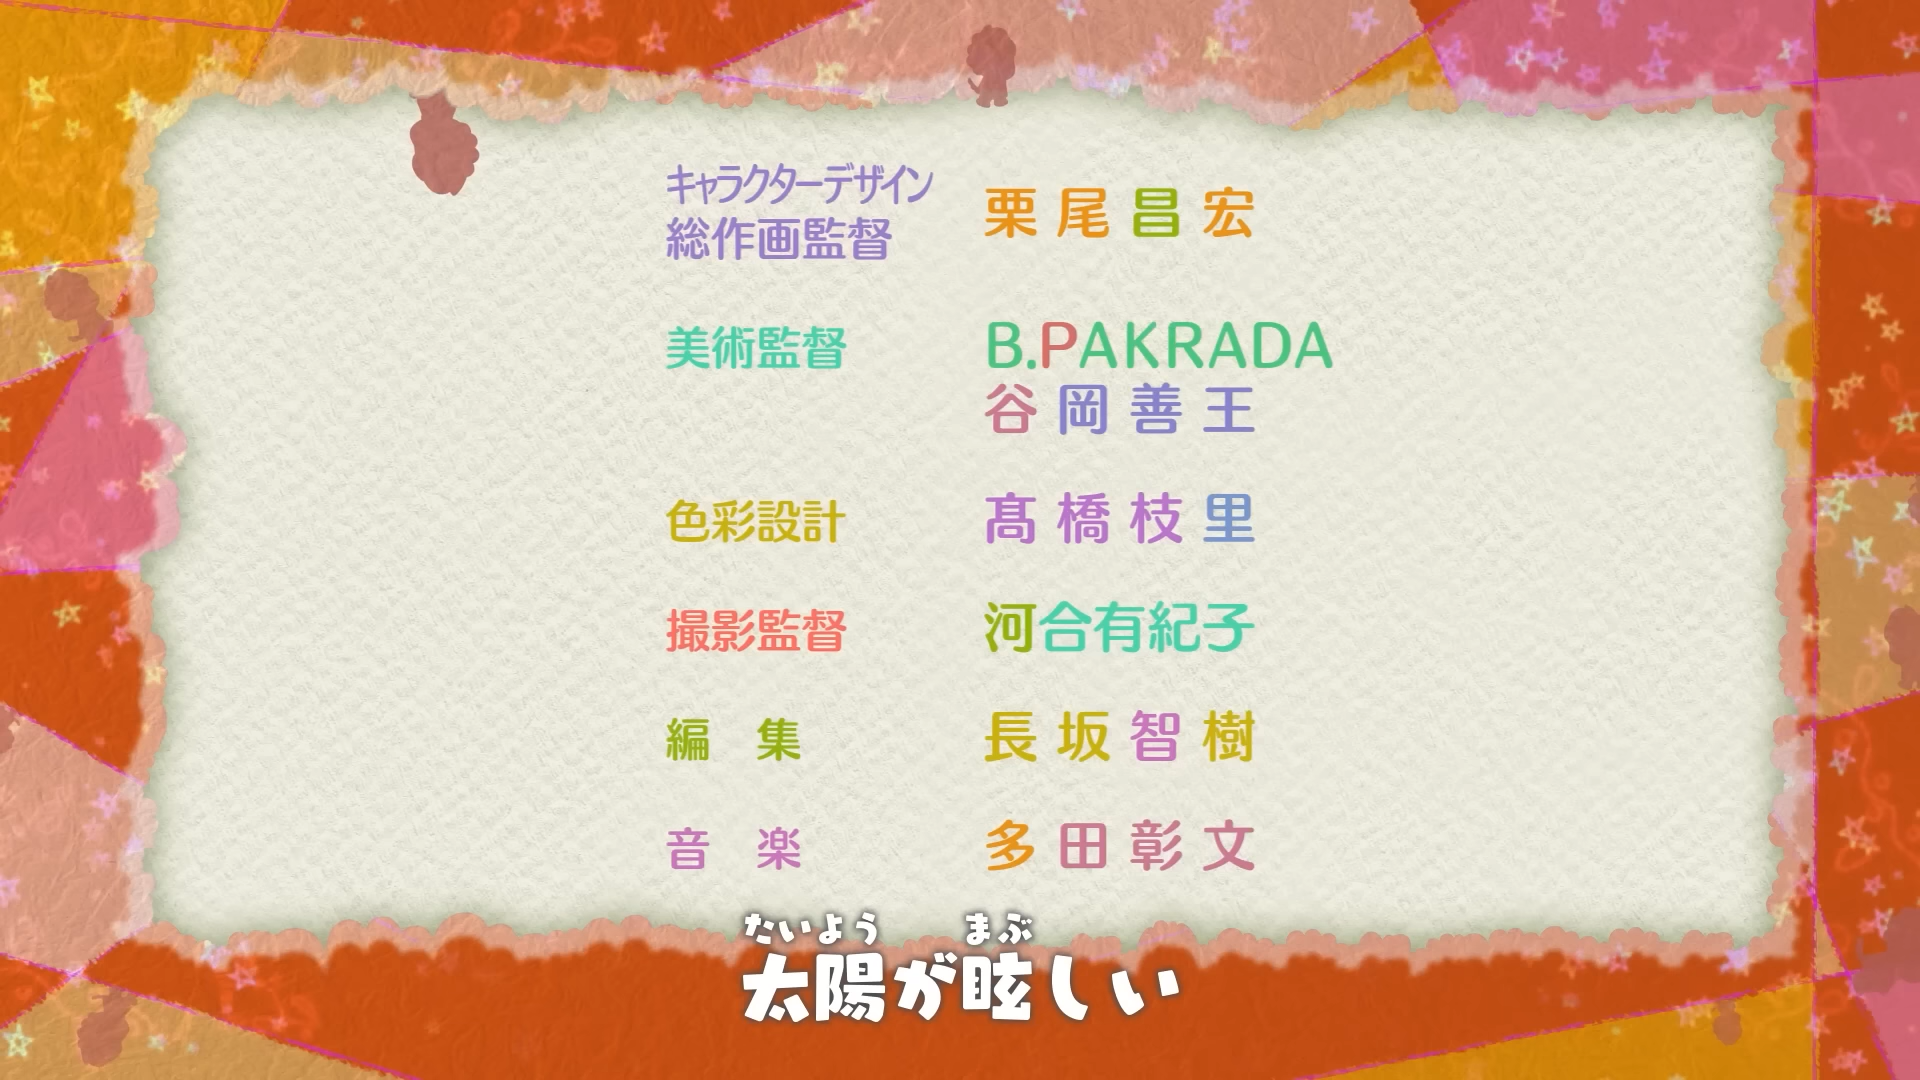 キャラクターデザイン
総作画監督
栗尾昌宏
美術監督
B.PAKRADA
谷岡善王
色彩設計
髙橋枝里
撮影監督
河合有紀子
編　集
長坂智樹
音　楽
多田彰文
たいよう　まぶ
太陽が眩しい